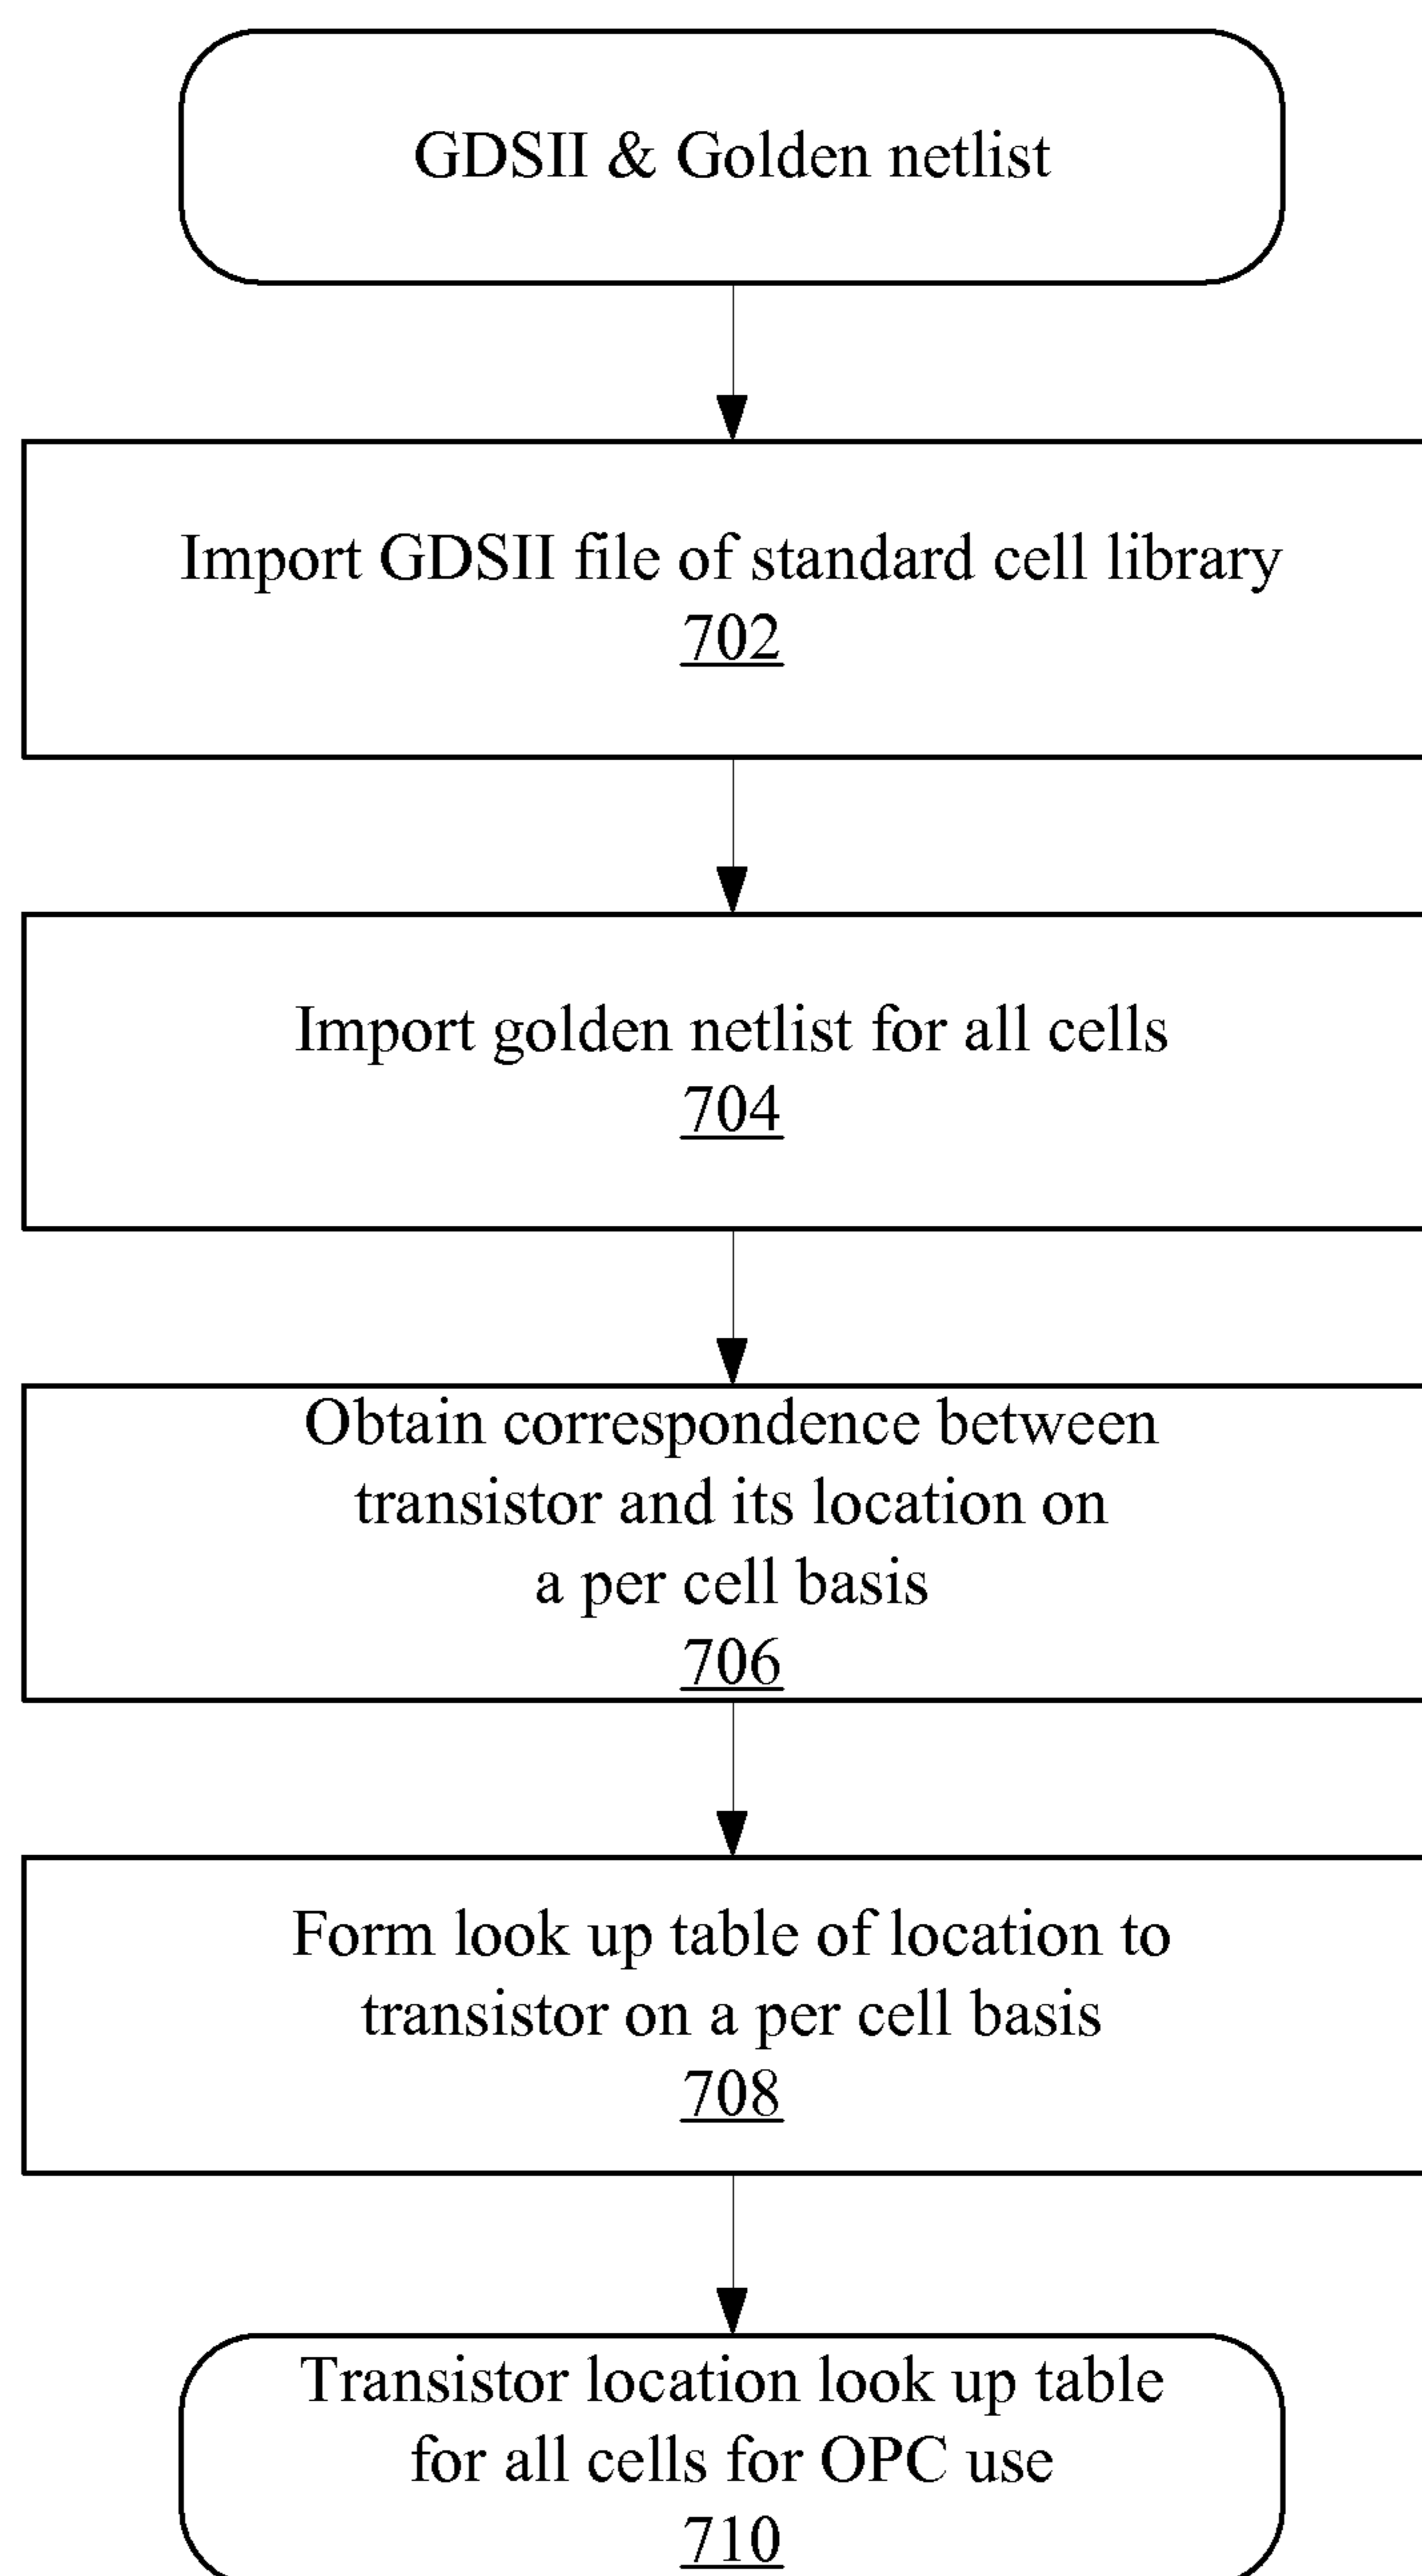 GDSII & Golden netlist
Import GDSII file of standard cell library
702
Import golden netlist for all cells
704
Obtain correspondence between
transistor and its location on
a per cell basis
706
Form look up table of location to
transistor on a per cell basis
708
Transistor location look up table
for all cells for OPC use
710